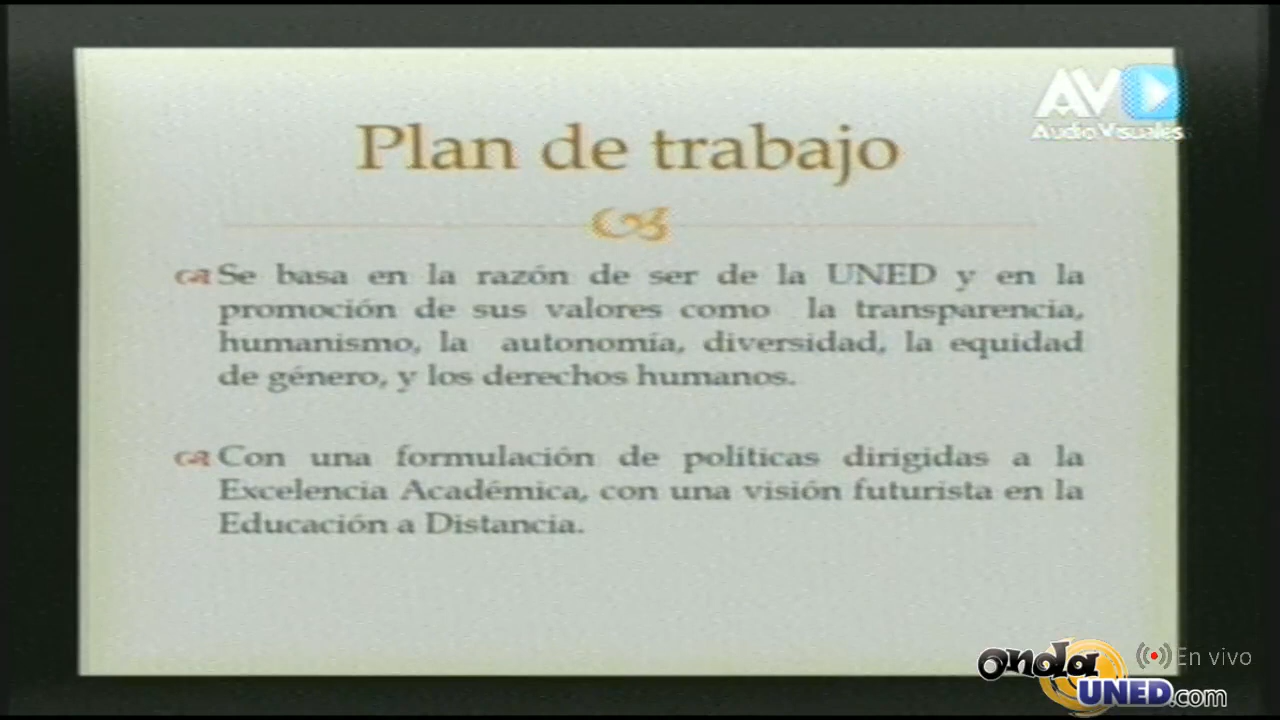 AV
AudioVisuales
Plan de trabajo
Se basa en la razón de ser de la UNED y en la
promoción de sus valores como la transparencia,
humanismo, la autonomía, diversidad, la equidad
de género, y los derechos humanos.
Con una formulación de políticas dirigidas a la
Excelencia Académica, con una visión futurista en la
Educación a Distancia.
En vivo
onda
UNED.com